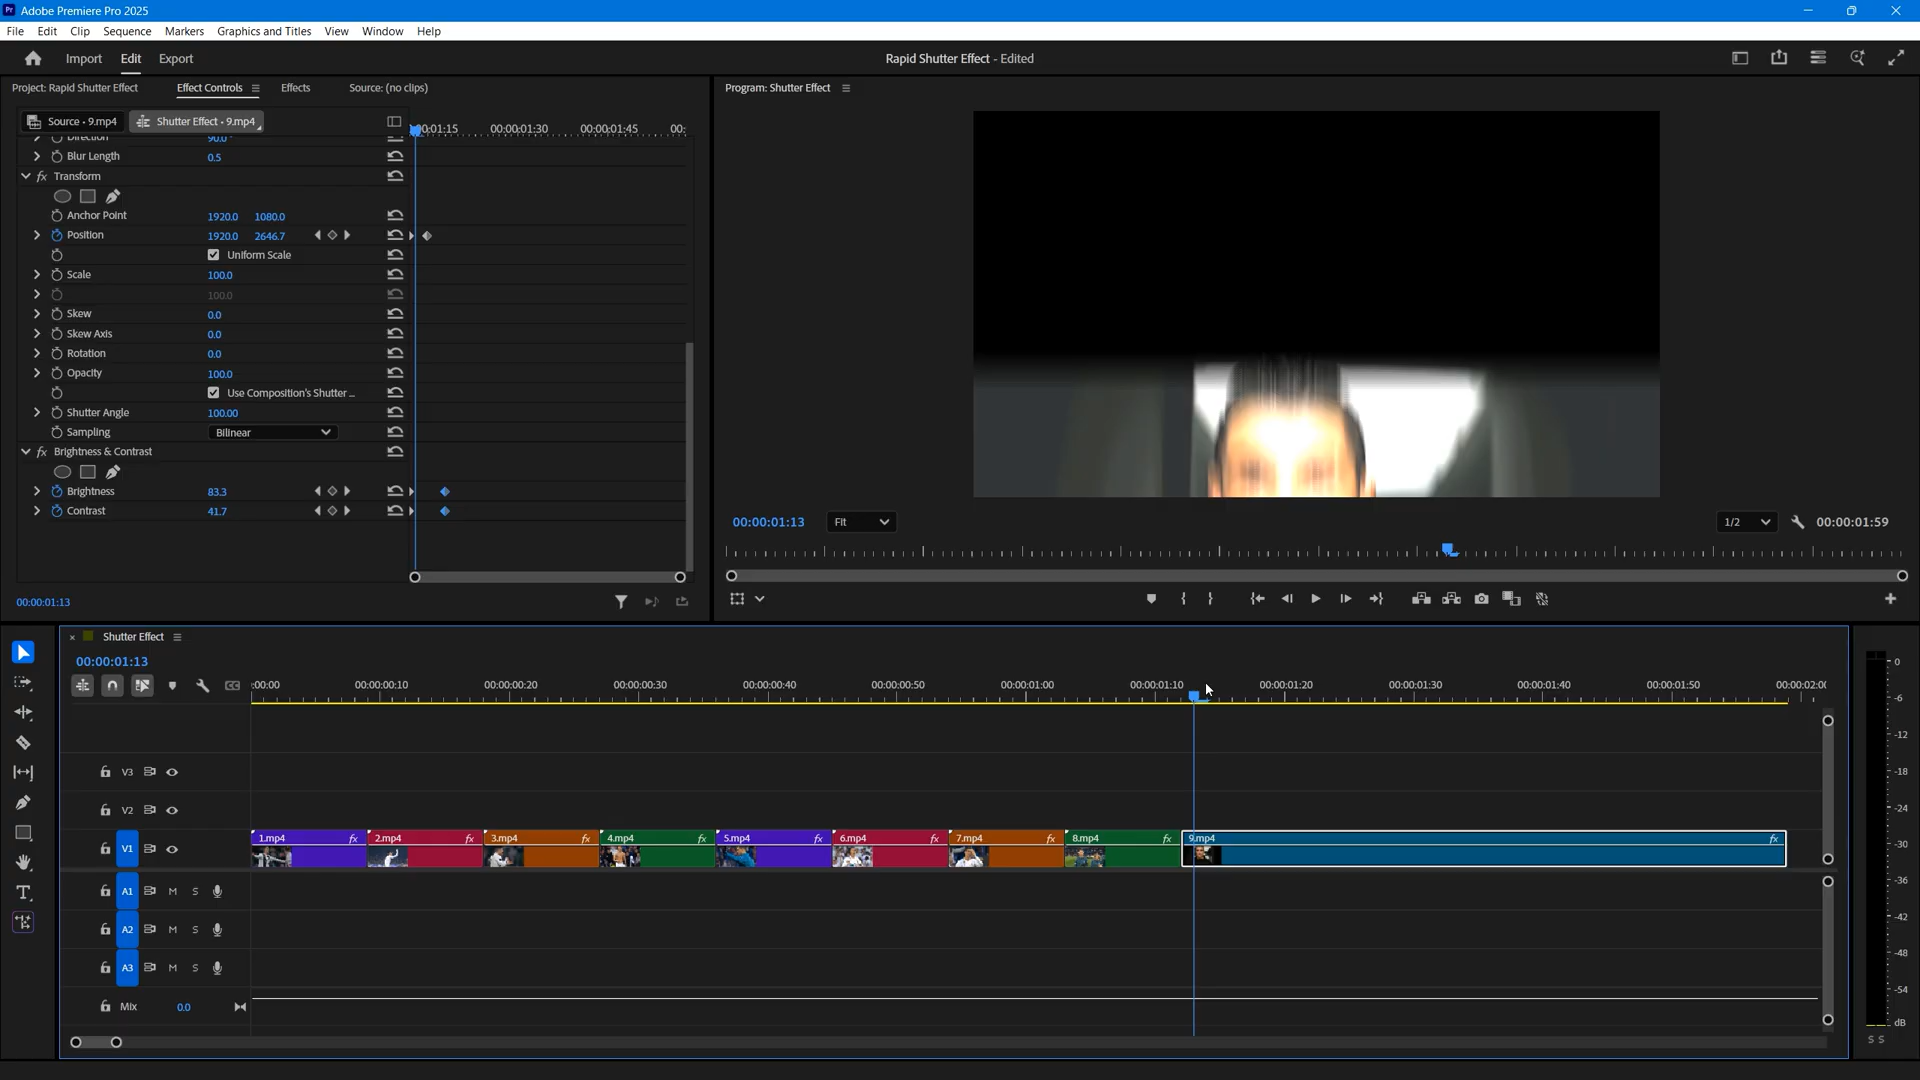 Pr Adobe Premiere Pro 2025
File Edit Clip Sequence Markers Graphics and Titles View Window Help
Import Edit Export
Rapid Shutter Effect - Edited
Project: Rapid Shutter Effect Effect Controls Effects Source: (no clips)
Program: Shutter Effect
Source • 9.mp4 Shutter Effect • 9.mp4
00:01:15 00:00:01:30 00:00:01:45 00:
Direction 90.0 °
Blur Length 0.5
fx Transform
Anchor Point 1920.0 1080.0
Position 1920.0 2646.7
Uniform Scale
Scale 100.0
100.0
Skew 0.0
Skew Axis 0.0
Rotation 0.0
Opacity 100.0
Use Composition's Shutter ...
Shutter Angle 100.00
Sampling Bilinear
fx Brightness & Contrast
Brightness 83.3
Contrast 41.7
00:00:01:13
00:00:01:13 Fit 1/2 00:00:01:59
× Shutter Effect
00:00:01:13
CC
:00:00 00:00:00:10 00:00:00:20 00:00:00:30 00:00:00:40 00:00:00:50 00:00:01:00 00:00:01:10 00:00:01:20 00:00:01:30 00:00:01:40 00:00:01:50 00:00:02:00
V3
V2
V1
1.mp4 fx 2.mp4 fx 3.mp4 fx 4.mp4 fx 5.mp4 fx 6.mp4 fx 7.mp4 fx 8.mp4 fx 9.mp4 fx
A1 M S
A2 M S
A3 M S
Mix 0.0
0
-6
-12
-18
-24
-30
-36
-42
-48
-54
dB
S S